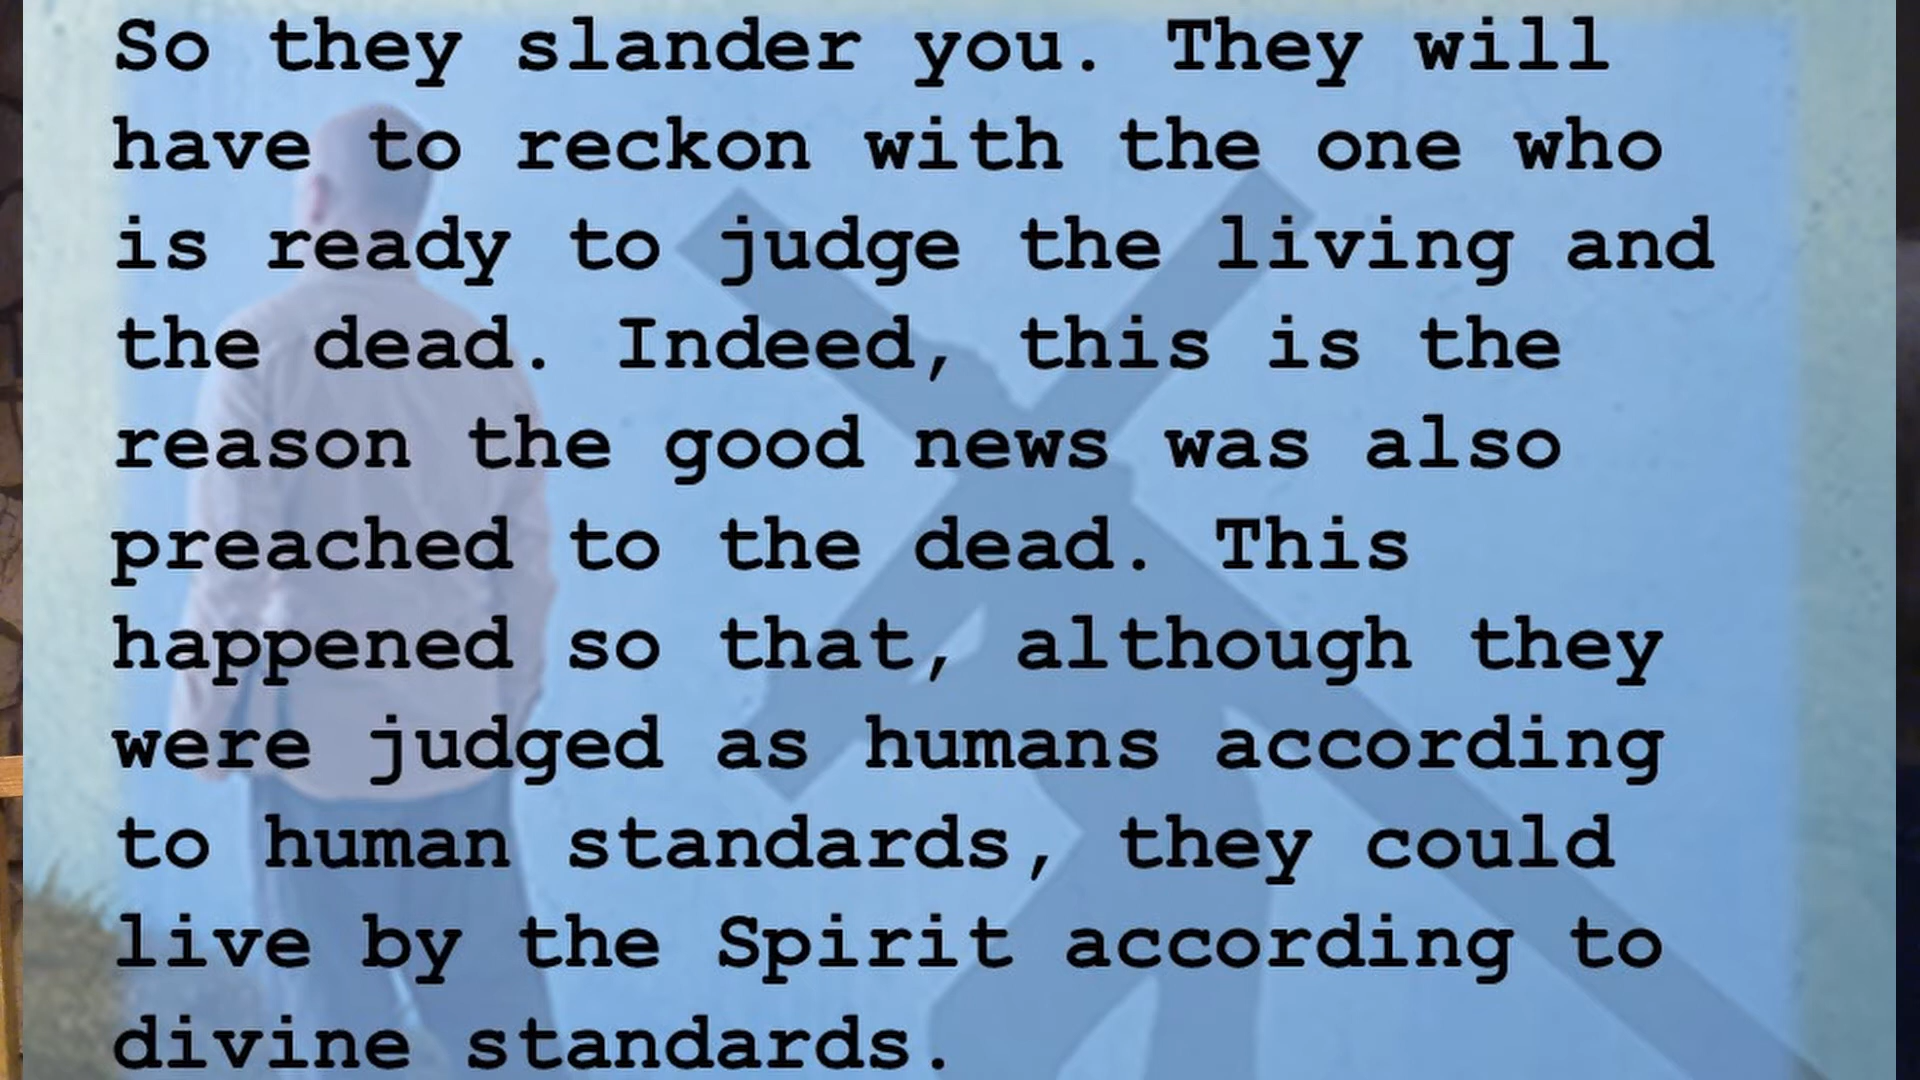 So they slander you. They will
have to reckon with the one who
is ready to judge the living and
the dead. Indeed, this is the
reason the good news was also
preached to the dead. This
happened so that, although they
were judged as humans according
to human standards, they could
live by the Spirit according to
divine standards.